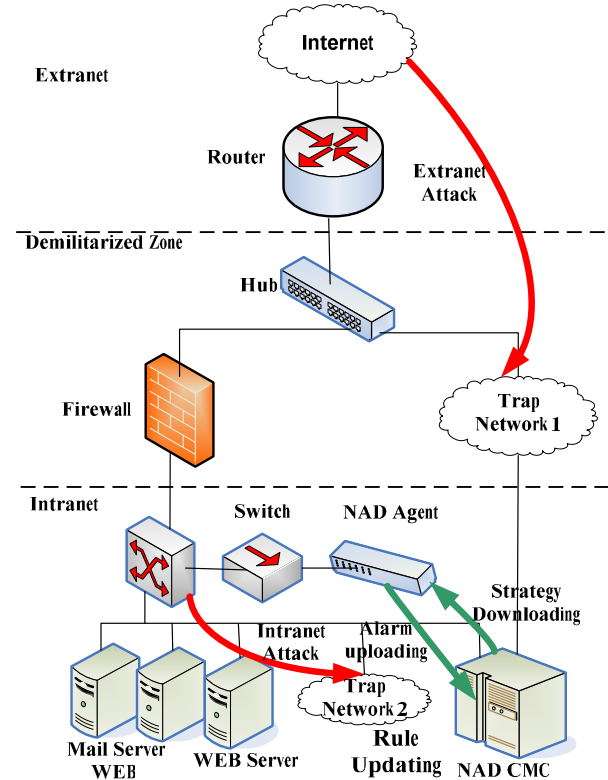 Internet
Extranet
Router
Extranet
Attack
Demilitarized Zone
Hub
Trap
Network 1
Firewall
Intranet
Switch
NAD Agent
Strategy
Downloading
Intranet
Attack
Alarm
uploading
Trap
Network 2
Mail Server
WEB
WEB Server
Rule
Updating
NAD CMC